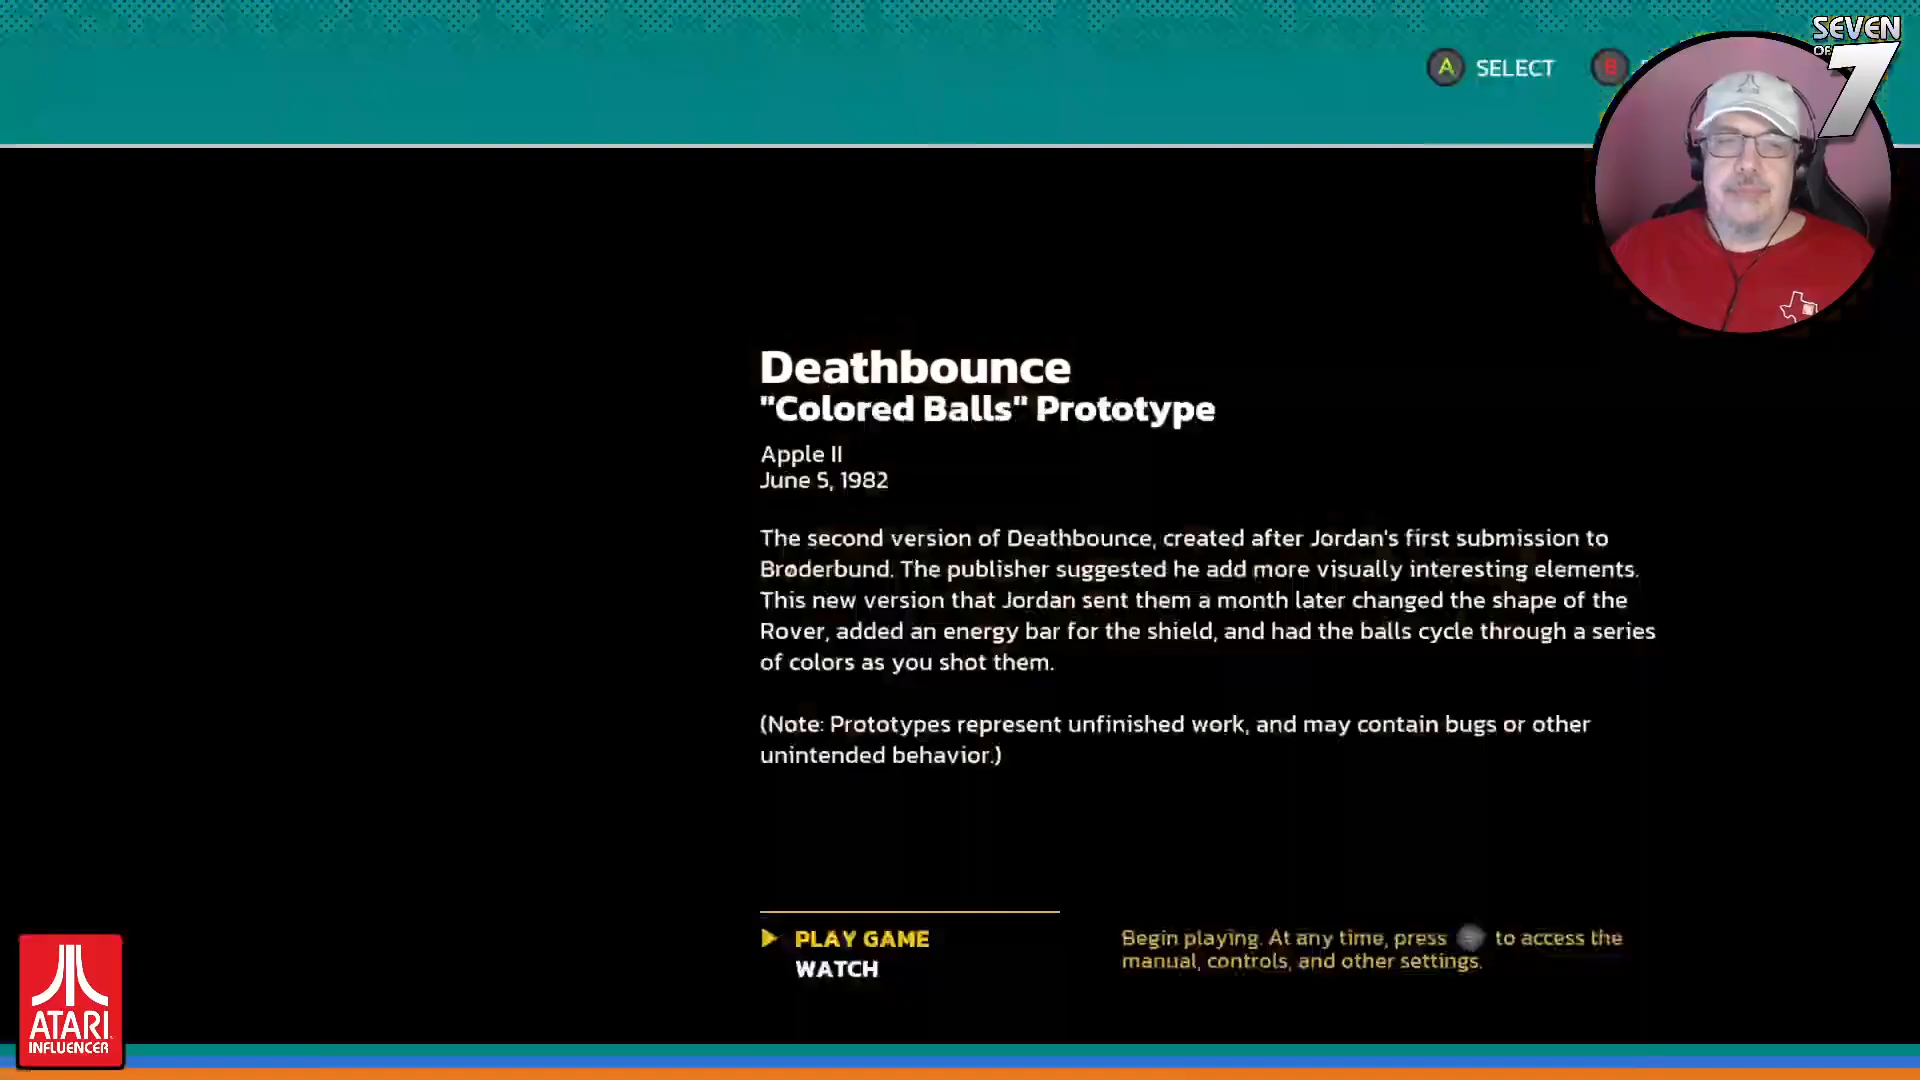 SEVEN
OF
7
A SELECT B
Deathbounce
"Colored Balls" Prototype
Apple II
June 5, 1982
The second version of Deathbounce, created after Jordan's first submission to
Brøderbund. The publisher suggested he add more visually interesting elements.
This new version that Jordan sent them a month later changed the shape of the
Rover, added an energy bar for the shield, and had the balls cycle through a series
of colors as you shot them.
(Note: Prototypes represent unfinished work, and may contain bugs or other
unintended behavior.)
PLAY GAME
WATCH
Begin playing. At any time, press to access the
manual, controls, and other settings.
ATARI
INFLUENCER